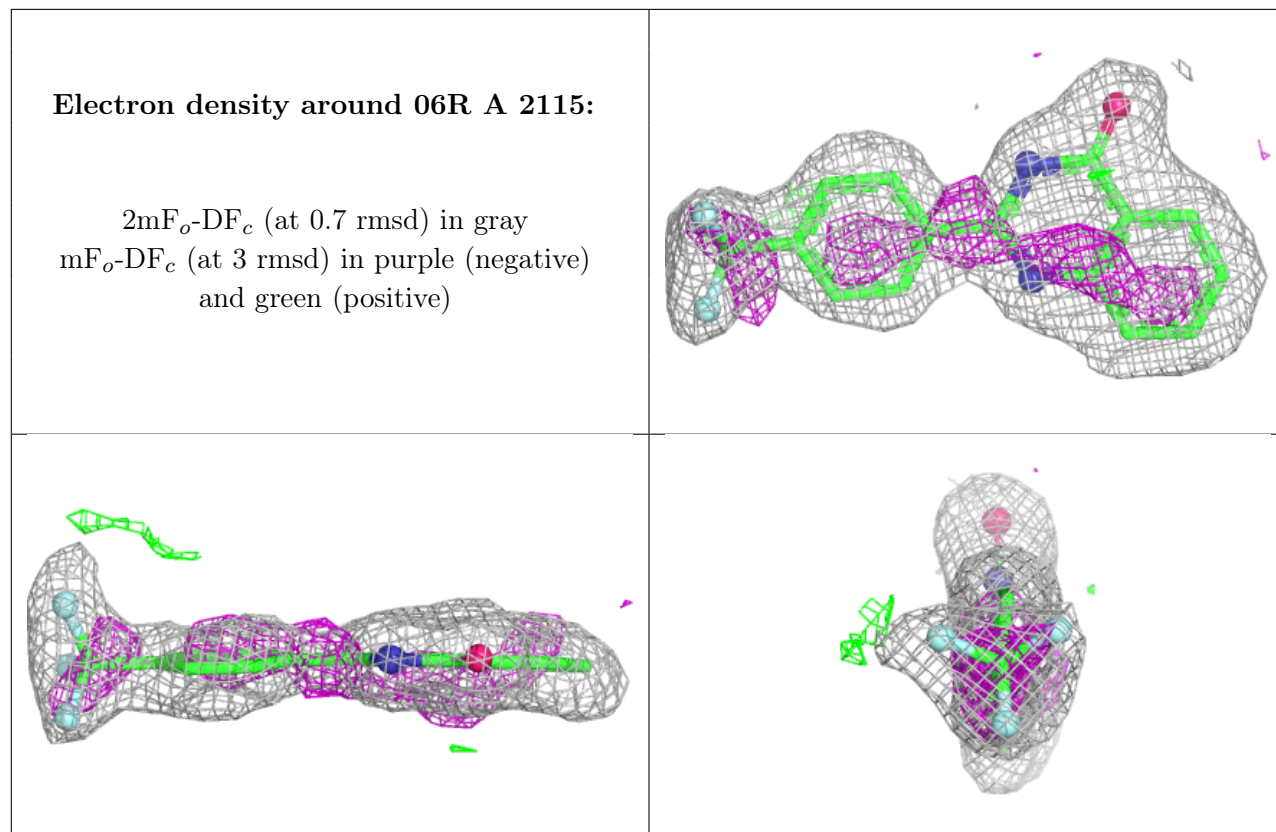 Electron density around 06R A 2115:
2mFₒ-DF𝒸 (at 0.7 rmsd) in gray
mFₒ-DF𝒸 (at 3 rmsd) in purple (negative)
and green (positive)